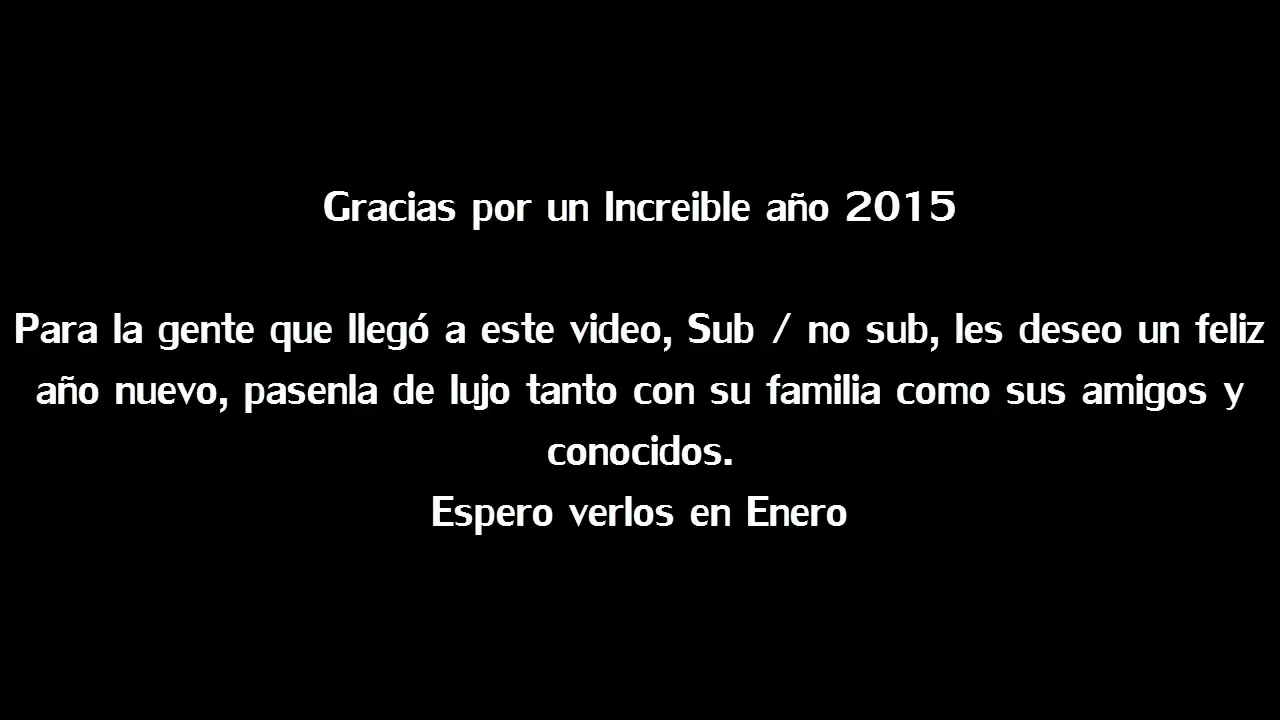 Gracias por un Increible año 2015
Para la gente que llegó a este video, Sub / no sub, les deseo un feliz
año nuevo, pasenla de lujo tanto con su familia como sus amigos y
conocidos.
Espero verlos en Enero